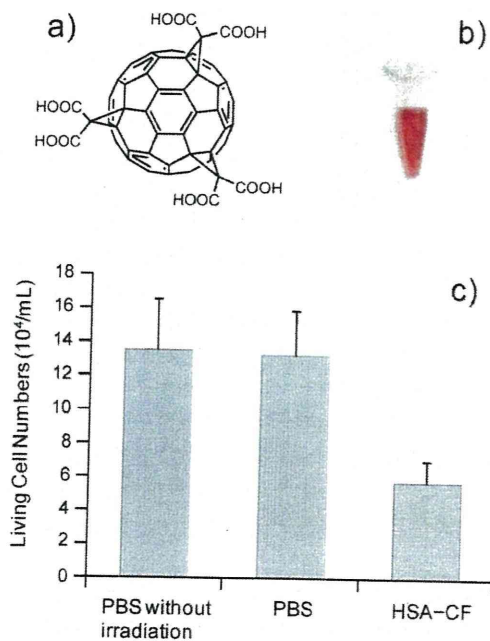 a)
b)
HOOC
COOH
HOOC
HOOC
COOH
HOOC
COOH
c)
Living Cell Numbers (10⁴/mL)
18
16
14
12
10
8
6
4
2
0
PBS without
irradiation
PBS
HSA–CF